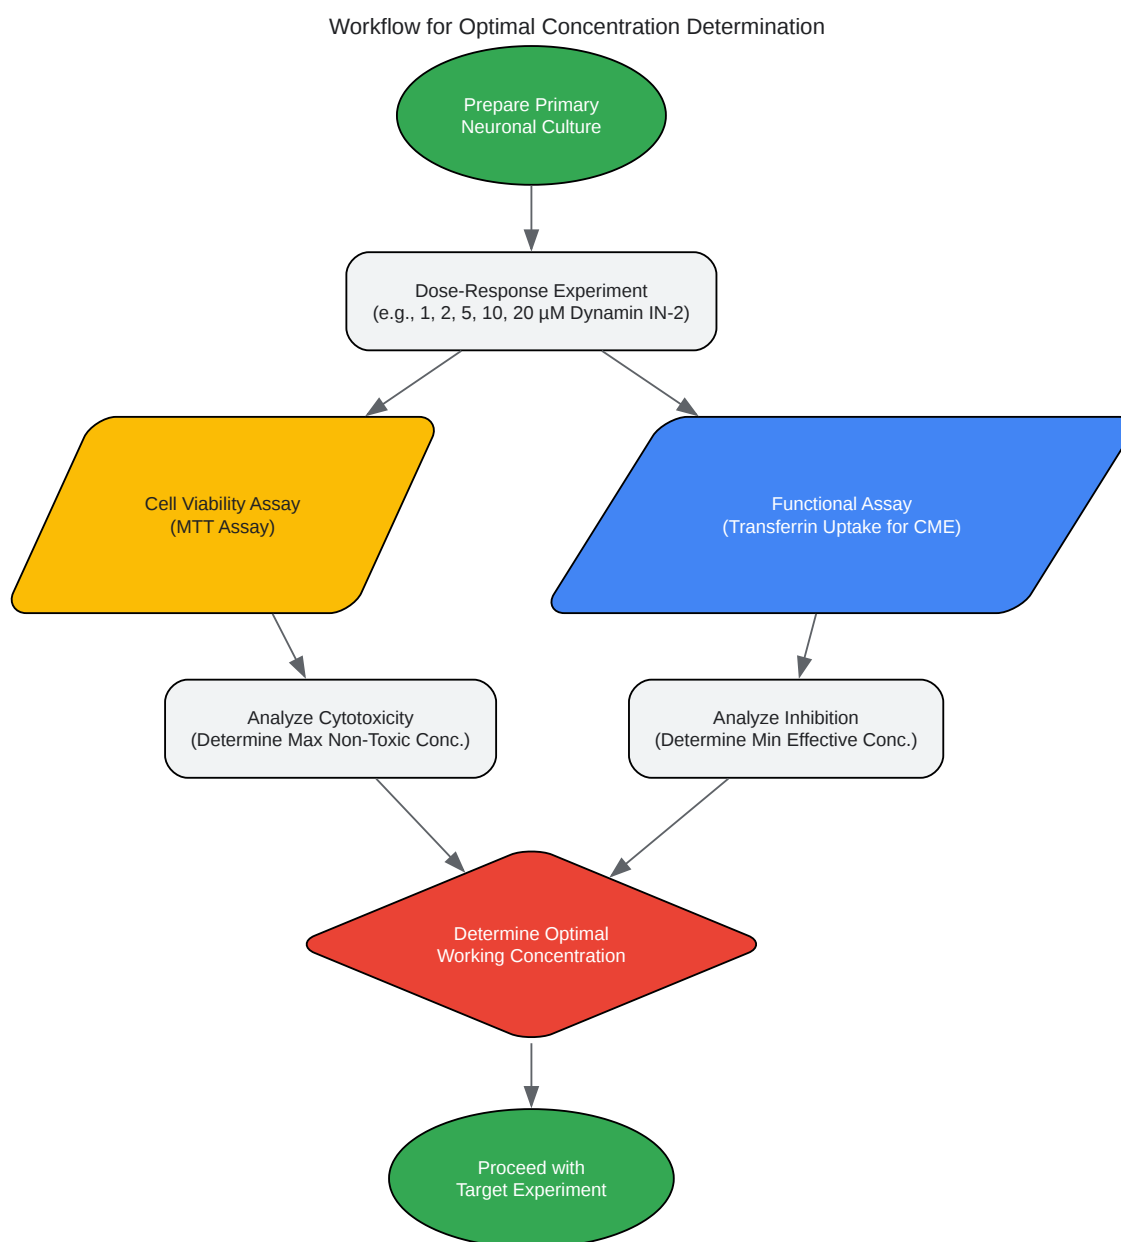 Workflow for Optimal Concentration Determination
Prepare Primary
Neuronal Culture
Dose-Response Experiment
(e.g., 1, 2, 5, 10, 20 µM Dynamin IN-2)
Cell Viability Assay
(MTT Assay)
Functional Assay
(Transferrin Uptake for CME)
Analyze Cytotoxicity
(Determine Max Non-Toxic Conc.)
Analyze Inhibition
(Determine Min Effective Conc.)
Determine Optimal
Working Concentration
Proceed with
Target Experiment